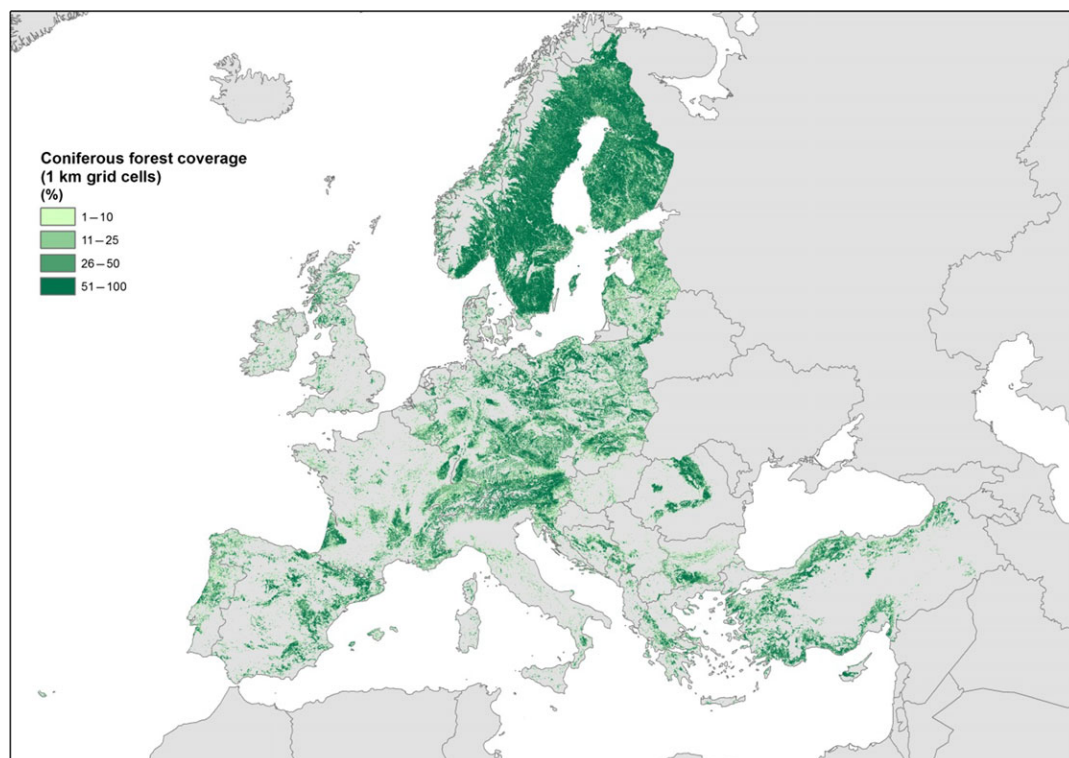 Coniferous forest coverage
(1 km grid cells)
(%)
1—10
11—25
26—50
51—100